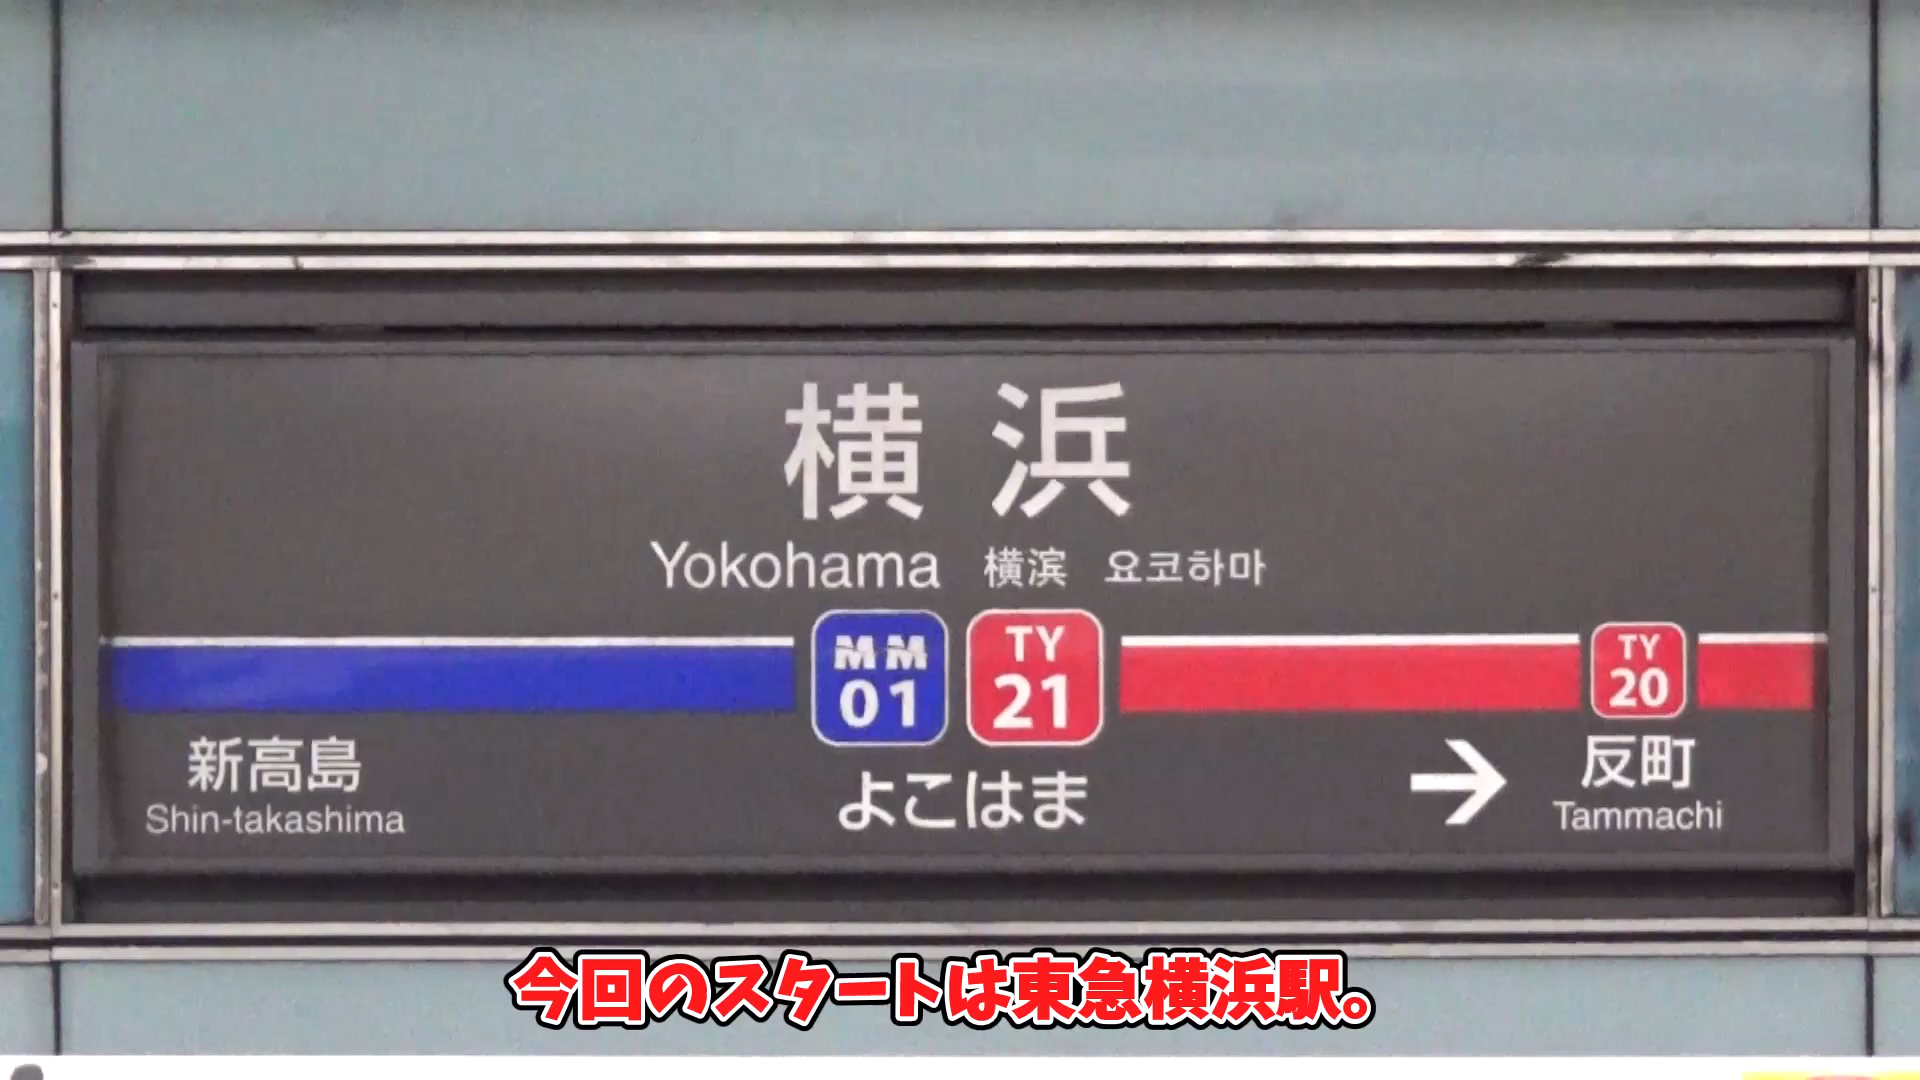 横浜
Yokohama 横滨 요코하마
MM
01
TY
21
TY
20
新高島
Shin-takashima
よこはま
→ 反町
Tammachi
今回のスタートは東急横浜駅。